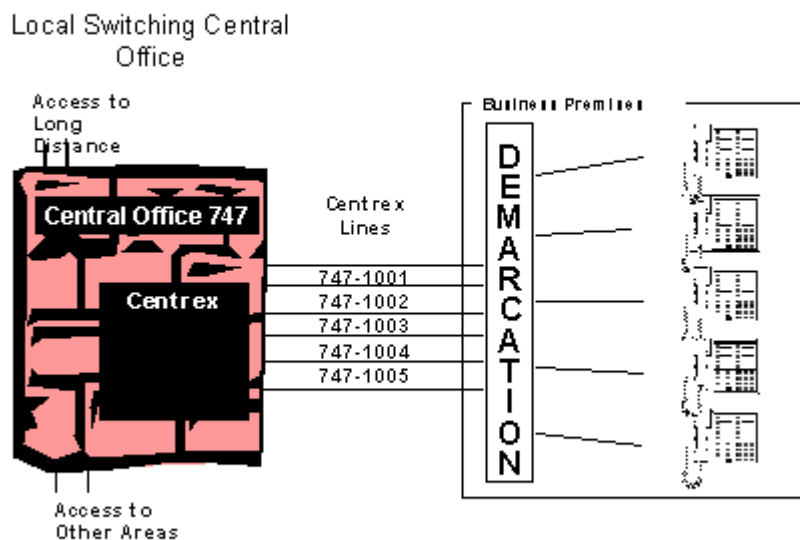 Local Switching Central
Office
Access to
Long
Distance
Central Office 747
Centrex
Centrex
Lines
747-1001
747-1002
747-1003
747-1004
747-1005
Business Premises
DEMARCATION
Access to
Other Areas